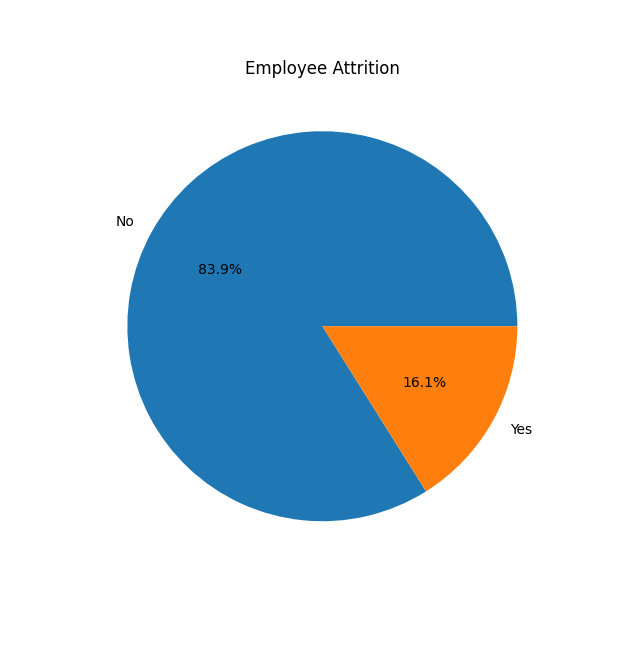 Employee Attrition
No
83.9%
16.1%
Yes